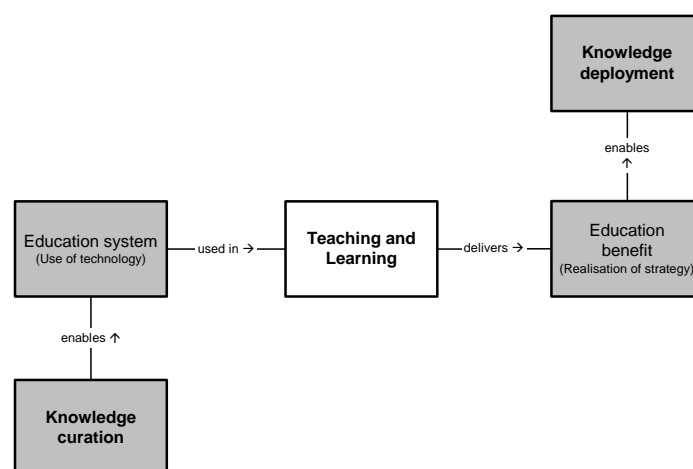 Knowledge
deployment
enables
↑
Education system
(Use of technology)
used in →
Teaching and
Learning
delivers →
Education
benefit
(Realisation of strategy)
enables ↑
Knowledge
curation